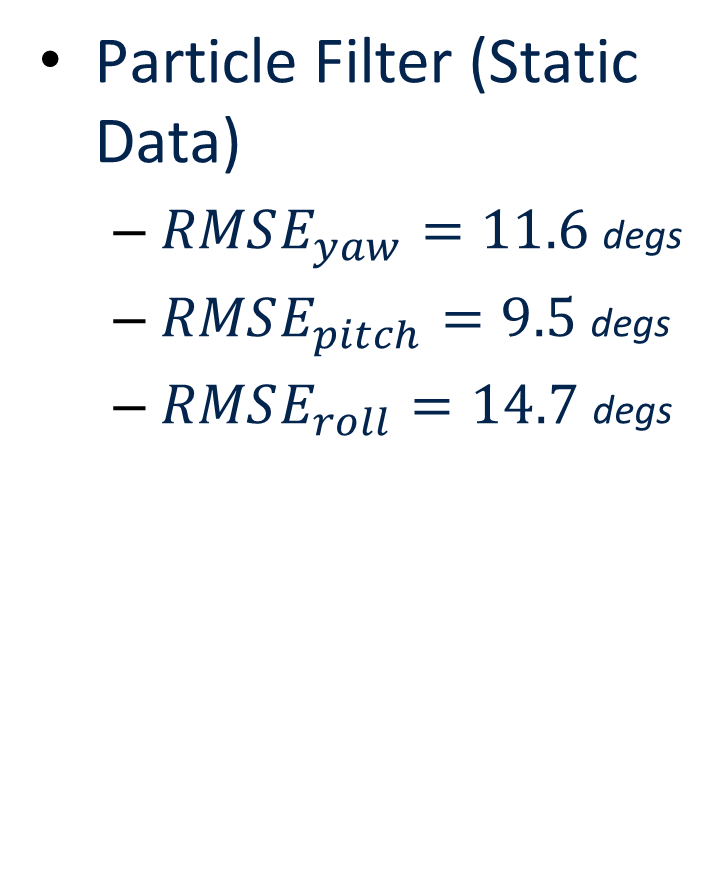 • Particle Filter (Static
Data)
– RMSE_yaw = 11.6 degs
– RMSE_pitch = 9.5 degs
– RMSE_roll = 14.7 degs